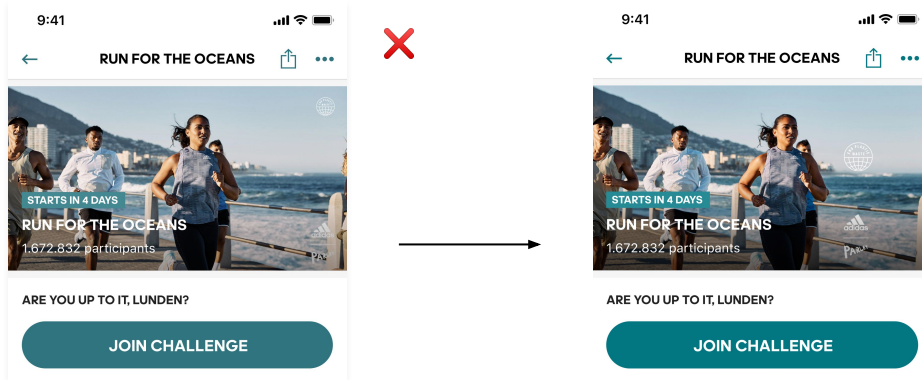 9:41
RUN FOR THE OCEANS
STARTS IN 4 DAYS
RUN FOR THE OCEANS
1.672.832 participants
adidas
ARE YOU UP TO IT, LUNDEN?
JOIN CHALLENGE
9:41
RUN FOR THE OCEANS
STARTS IN 4 DAYS
RUN FOR THE OCEANS
1.672.832 participants
adidas
ARE YOU UP TO IT, LUNDEN?
JOIN CHALLENGE